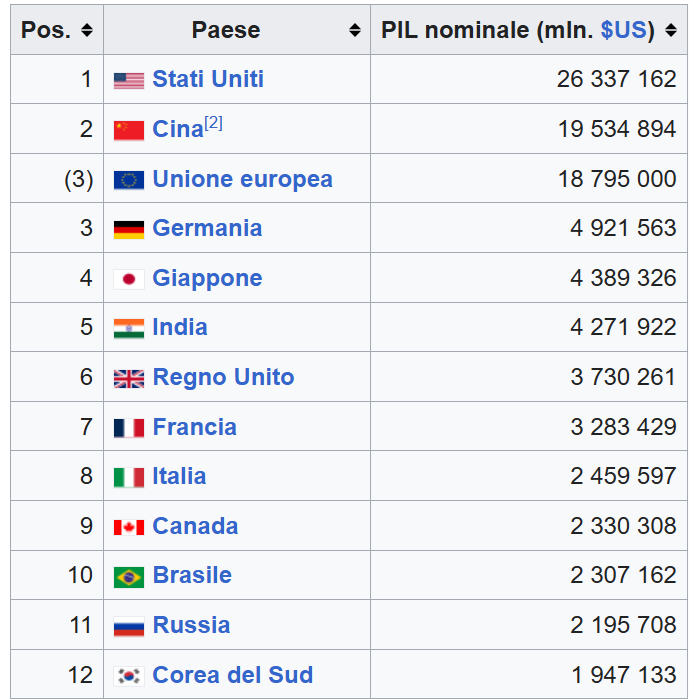 Pos. Paese PIL nominale (mln. $US)
1 Stati Uniti 26 337 162
2 Cina[2] 19 534 894
(3) Unione europea 18 795 000
3 Germania 4 921 563
4 Giappone 4 389 326
5 India 4 271 922
6 Regno Unito 3 730 261
7 Francia 3 283 429
8 Italia 2 459 597
9 Canada 2 330 308
10 Brasile 2 307 162
11 Russia 2 195 708
12 Corea del Sud 1 947 133